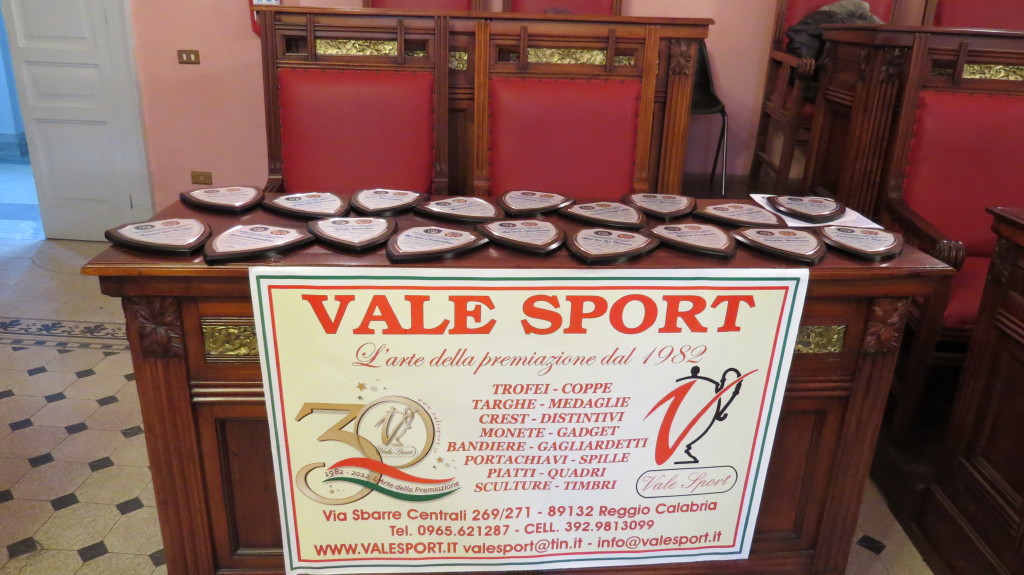 VALE SPORT
L'arte della premiazione dal 1982
TROFEI - COPPE
TARGHE - MEDAGLIE
CREST - DISTINTIVI
MONETE - GADGET
BANDIERE - GAGLIARDETTI
PORTACHIAVI - SPILLE
PIATTI - QUADRI
SCULTURE - TIMBRI
30
Vale Sport
1982 - 2012 L'Arte della Premiazione
Vale Sport
Via Sbarre Centrali 269/271 - 89132 Reggio Calabria
Tel. 0965.621287 - CELL. 392.9813099
WWW.VALESPORT.IT valesport@tin.it - info@valesport.it